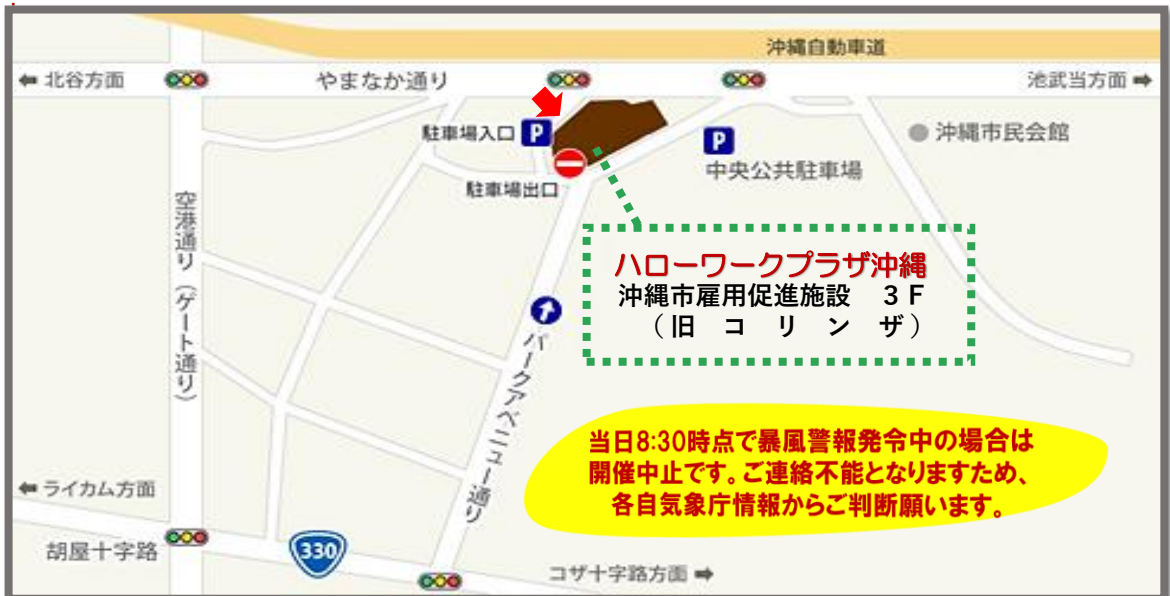 沖縄自動車道
⬅ 北谷方面
やまなか通り
池武当方面 ➡
駐車場入口 P
P
沖縄市民会館
中央公共駐車場
駐車場出口
空港通り（ゲート通り）
ハローワークプラザ沖縄
沖縄市雇用促進施設　３Ｆ
（旧　コ　リ　ン　ザ）
パークアベニュー通り
当日8:30時点で暴風警報発令中の場合は
開催中止です。ご連絡不能となりますため、
各自気象庁情報からご判断願います。
⬅ ライカム方面
胡屋十字路
330
コザ十字路方面 ➡